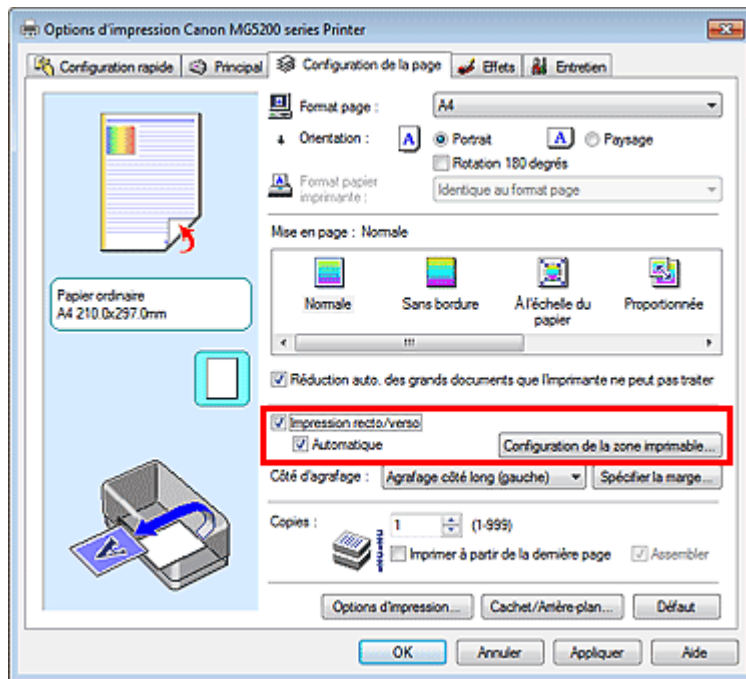 Options d'impression Canon MG5200 series Printer
Configuration rapide Principal Configuration de la page Effets Entretien
Format page : A4
Orientation : A Portrait A Paysage
Rotation 180 degrés
Format papier imprimante : Identique au format page
Mise en page : Normale
Normale Sans bordure À l'échelle du papier Proportionnée
Papier ordinaire
A4 210.0x297.0mm
Réduction auto. des grands documents que l'imprimante ne peut pas traiter
Impression recto/verso
Automatique Configuration de la zone imprimable...
Côté d'agrafage : Agrafage côté long (gauche) Spécifier la marge...
Copies : 1 (1-999)
Imprimer à partir de la dernière page Assembler
Options d'impression... Cachet/Arrière-plan... Défaut
OK Annuler Appliquer Aide